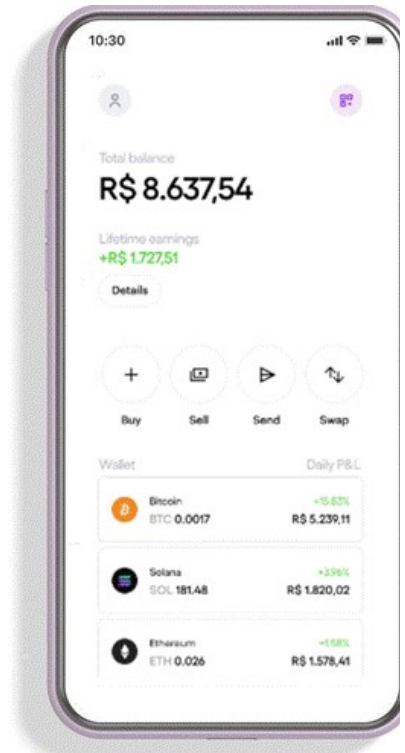 10:30
Total balance
R$ 8.637,54
Lifetime earnings
+R$ 1.727,51
Details
Buy Sell Send Swap
Wallet Daily P&L
Bitcoin +15.83%
BTC 0.0017 R$ 5.239,11
Solana +3.96%
SOL 181.48 R$ 1.820,02
Ethereum +1.68%
ETH 0.026 R$ 1.578,41